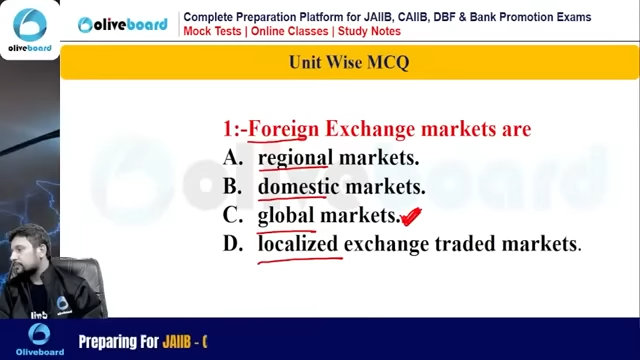 oliveboard
oliveboard
Complete Preparation Platform for JAIIB, CAIIB, DBF & Bank Promotion Exams
Mock Tests | Online Classes | Study Notes
Unit Wise MCQ
1:-Foreign Exchange markets are
A. regional markets.
B. domestic markets.
C. global markets.
D. localized exchange traded markets.
oliveboard
Oliveboard
Preparing For JAIIB - C